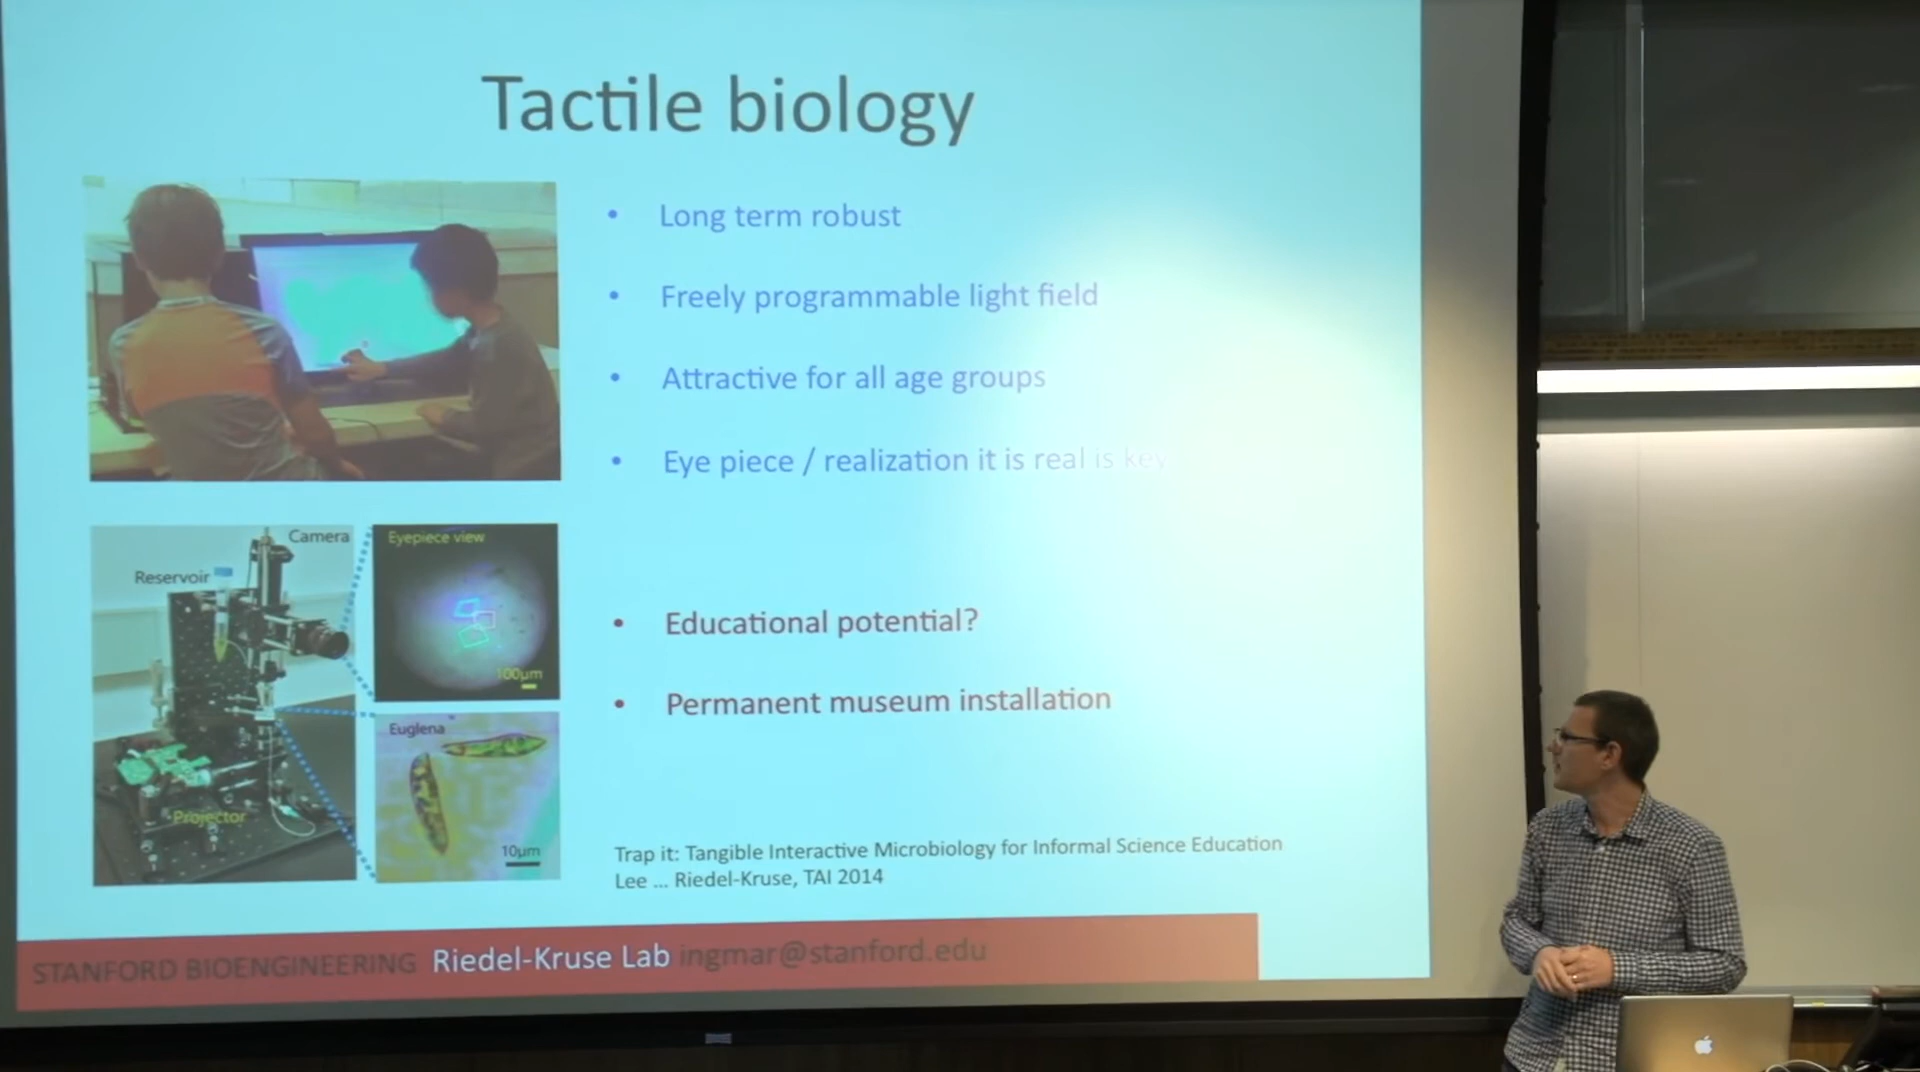 Tactile biology
• Long term robust
• Freely programmable light field
• Attractive for all age groups
• Eye piece / realization it is real is key
Camera
Reservoir
Projector
Eyepiece view
100µm
Euglena
10µm
• Educational potential?
• Permanent museum installation
Trap it: Tangible Interactive Microbiology for Informal Science Education
Lee ... Riedel-Kruse, TAI 2014
STANFORD BIOENGINEERING Riedel-Kruse Lab ingmar@stanford.edu